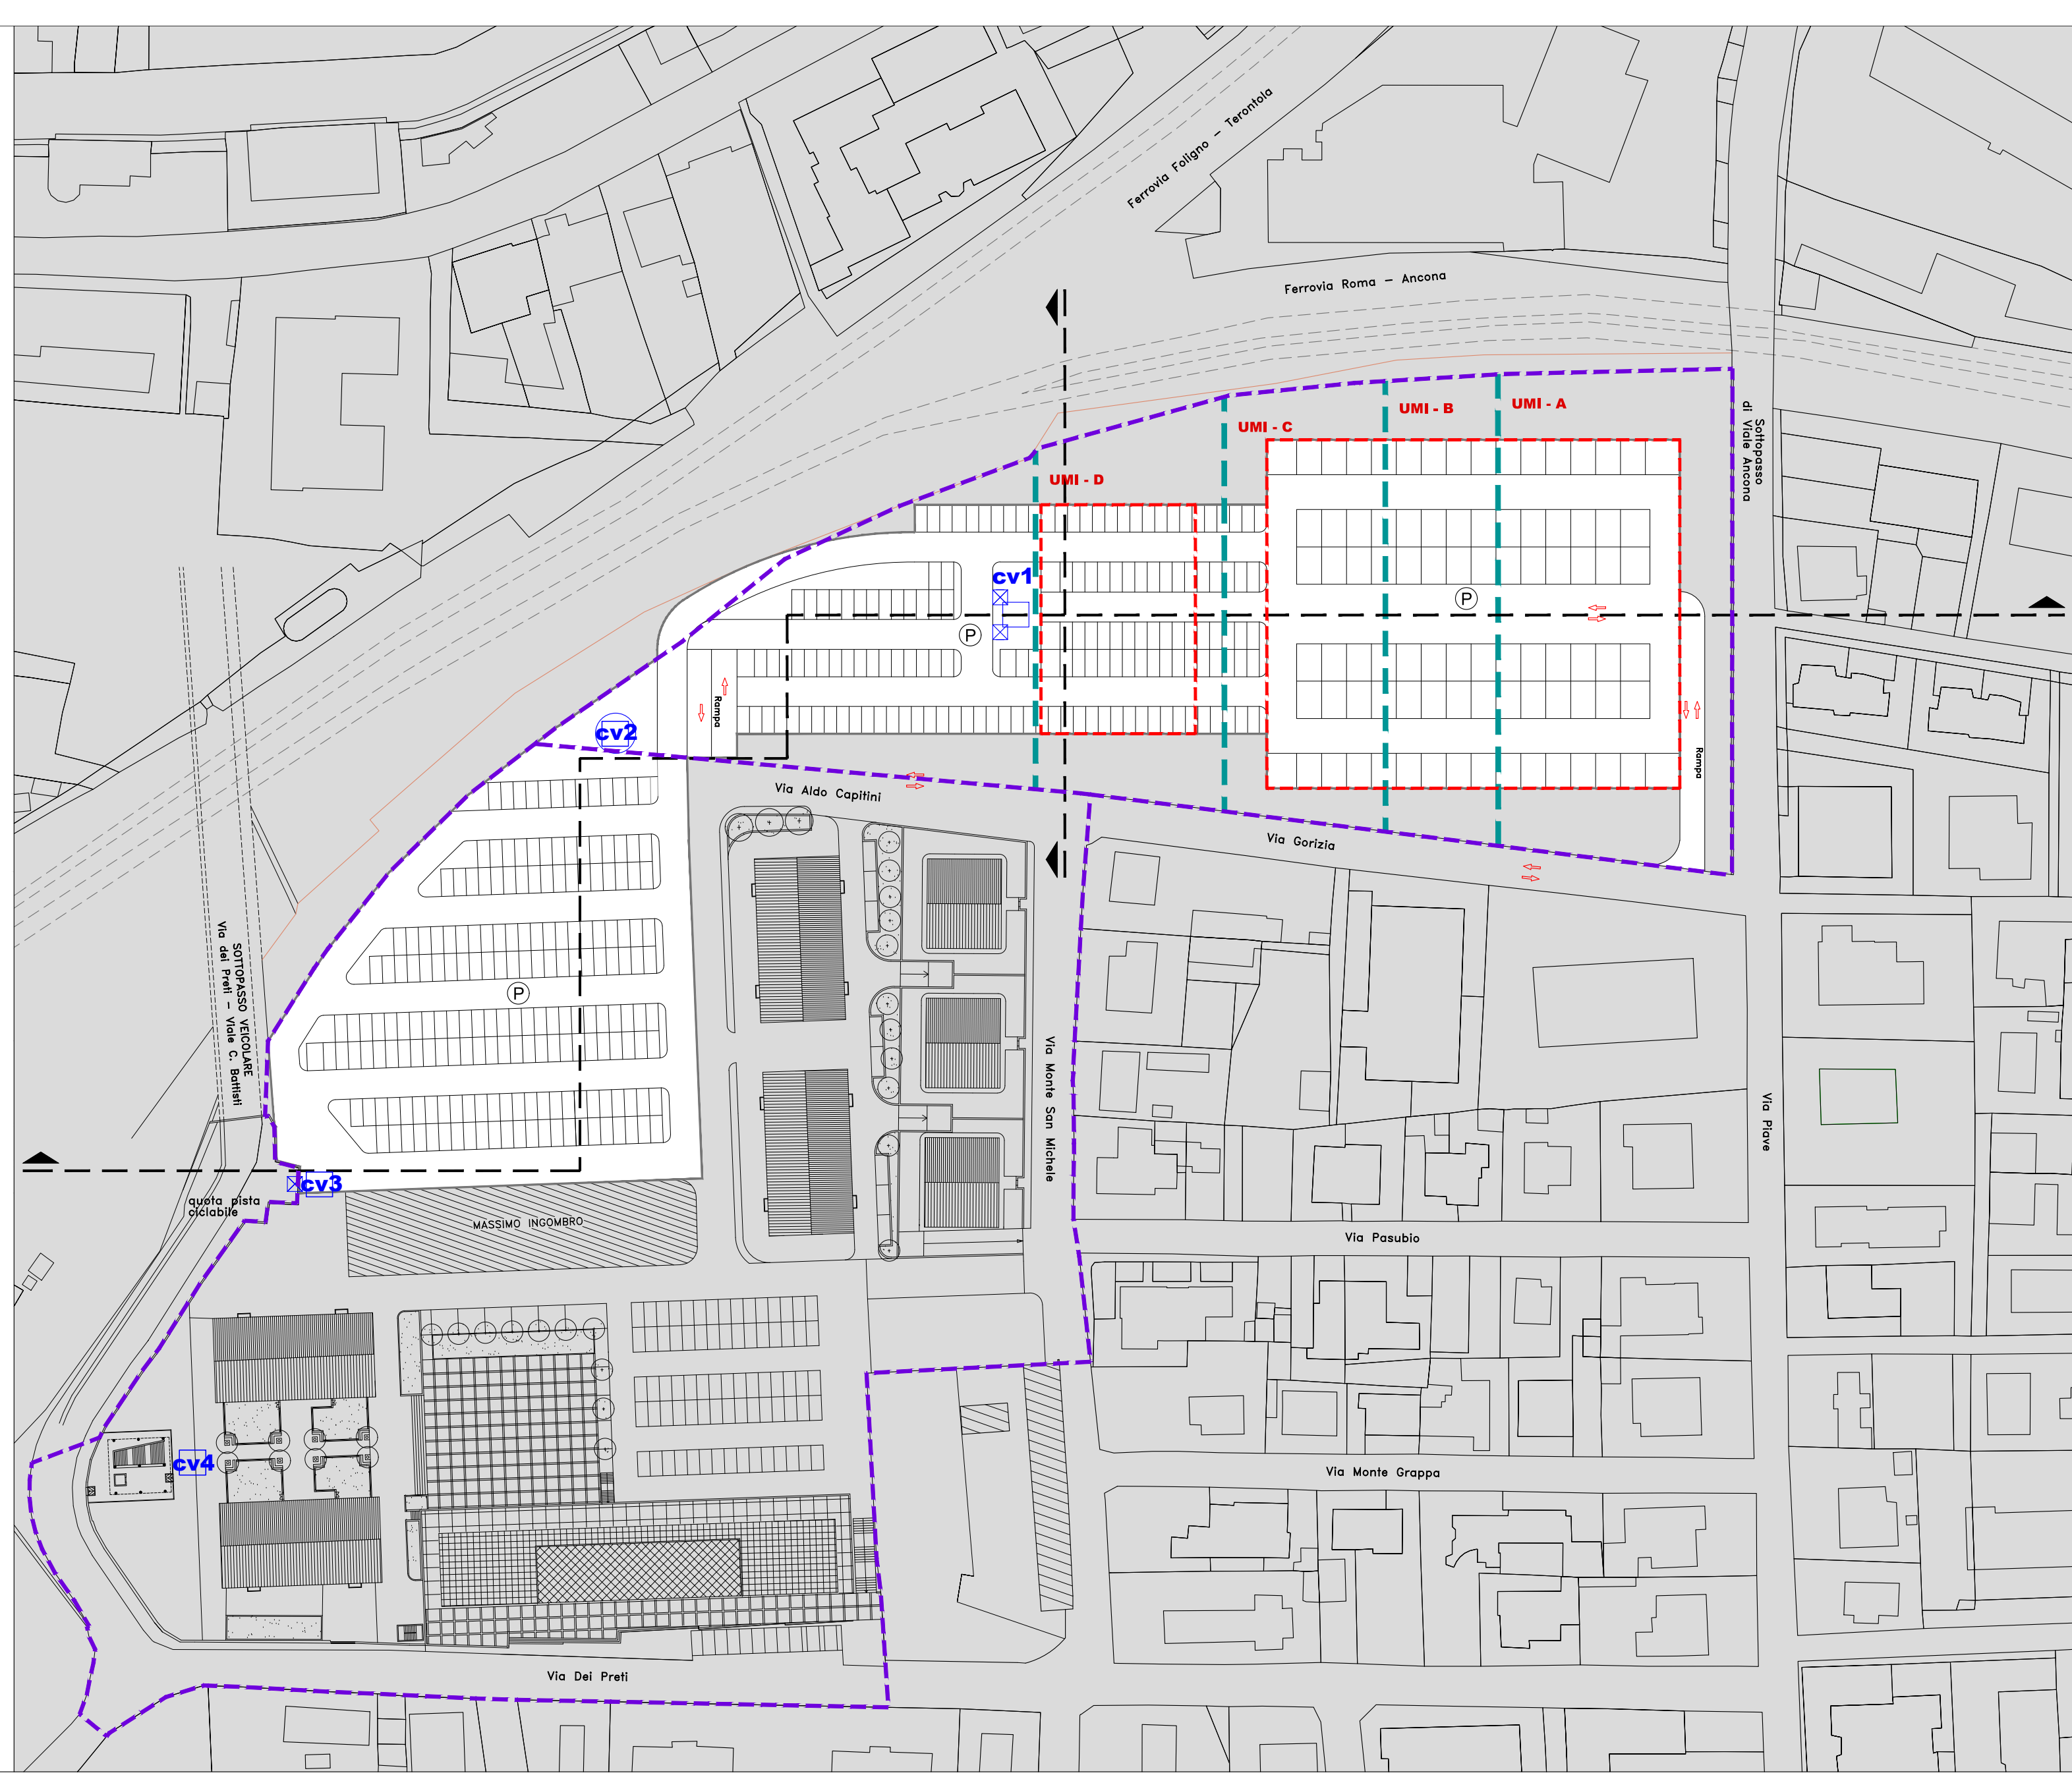 Ferrovia Foligno - Terontola
Ferrovia Roma - Ancona
UMI - A
UMI - B
UMI - C
UMI - D
Sottopasso
di Viale Ancona
cv1
P
P
Rampa
cv2
Rampa
Via Aldo Capitini
Via Gorizia
SOTTOPASSO VEICOLARE
Via dei Preti - Viale C. Battisti
P
Via Monte San Michele
Via Piave
cv3
quota pista
ciclabile
MASSIMO INGOMBRO
Via Pasubio
cv4
Via Monte Grappa
Via Dei Preti